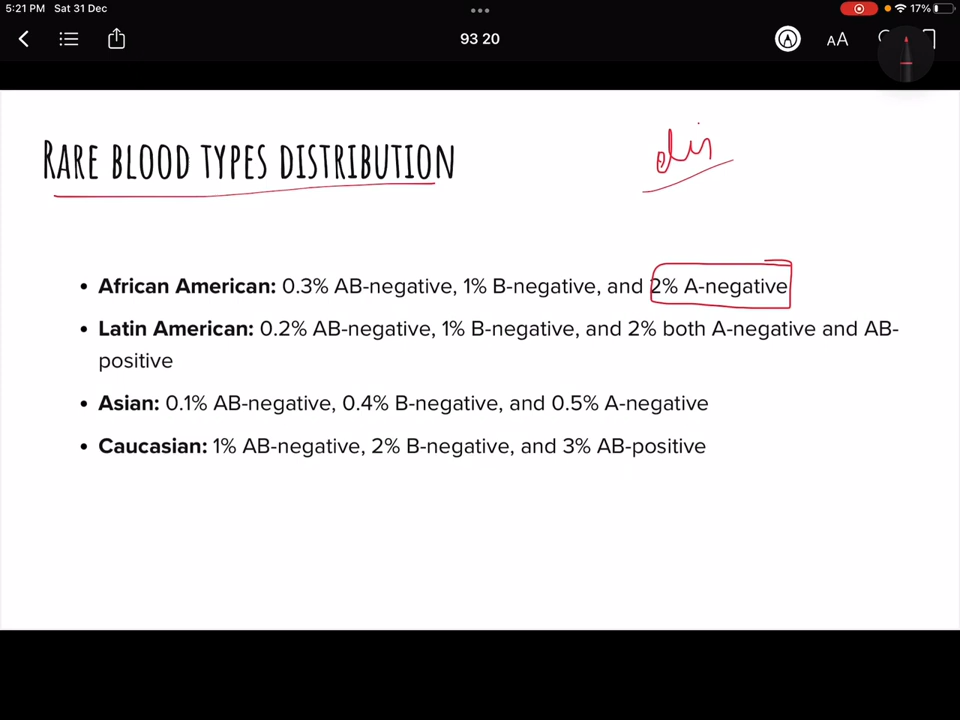 5:21 PM Sat 31 Dec
17%
AA
93 20
RARE BLOOD TYPES DISTRIBUTION
• African American: 0.3% AB-negative, 1% B-negative, and 2% A-negative
• Latin American: 0.2% AB-negative, 1% B-negative, and 2% both A-negative and AB-
positive
• Asian: 0.1% AB-negative, 0.4% B-negative, and 0.5% A-negative
• Caucasian: 1% AB-negative, 2% B-negative, and 3% AB-positive